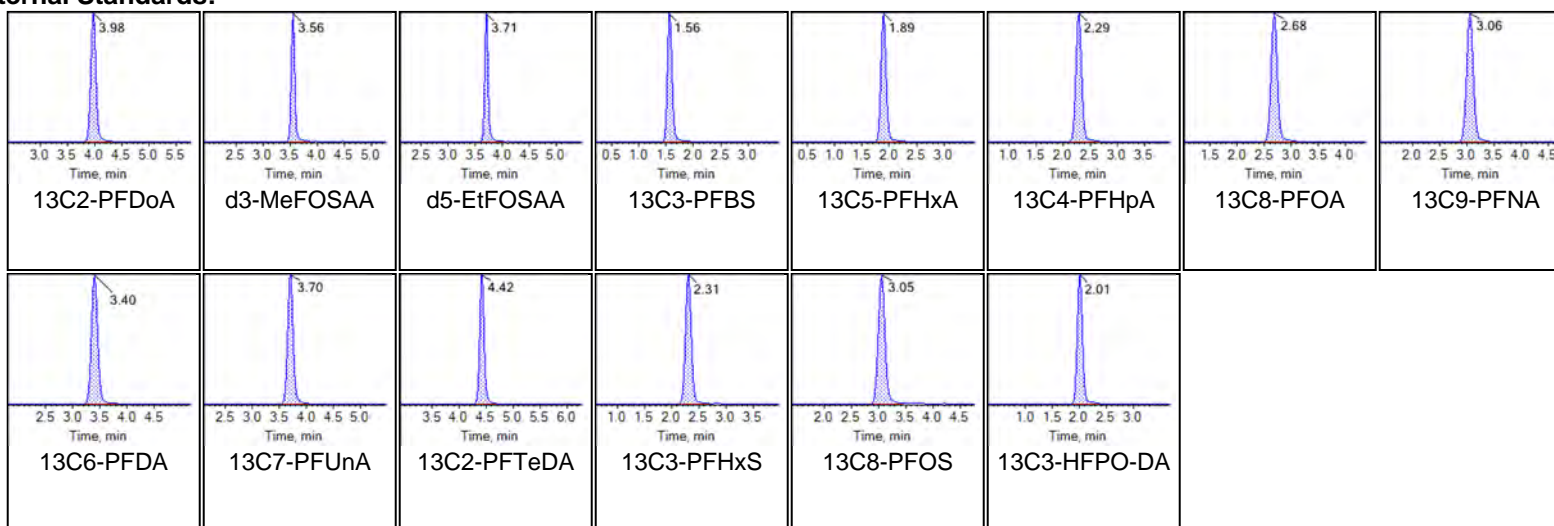 ternal Standards:
3.98 3.56 3.71 1.56 1.89 2.29 2.68 3.06
3.0 3.5 4.0 4.5 5.0 5.5 2.5 3.0 3.5 4.0 4.5 5.0 2.5 3.0 3.5 4.0 4.5 5.0 0.5 1.0 1.5 2.0 2.5 3.0 0.5 1.0 1.5 2.0 2.5 3.0 1.0 1.5 2.0 2.5 3.0 3.5 1.5 2.0 2.5 3.0 3.5 4.0 2.0 2.5 3.0 3.5 4.0 4.5
Time, min Time, min Time, min Time, min Time, min Time, min Time, min Time, min
13C2-PFDoA d3-MeFOSAA d5-EtFOSAA 13C3-PFBS 13C5-PFHxA 13C4-PFHpA 13C8-PFOA 13C9-PFNA
3.40 3.70 4.42 2.31 3.05 2.01
2.5 3.0 3.5 4.0 4.5 2.5 3.0 3.5 4.0 4.5 5.0 3.5 4.0 4.5 5.0 5.5 6.0 1.0 1.5 2.0 2.5 3.0 3.5 2.0 2.5 3.0 3.5 4.0 4.5 1.0 1.5 2.0 2.5 3.0
Time, min Time, min Time, min Time, min Time, min Time, min
13C6-PFDA 13C7-PFUnA 13C2-PFTeDA 13C3-PFHxS 13C8-PFOS 13C3-HFPO-DA